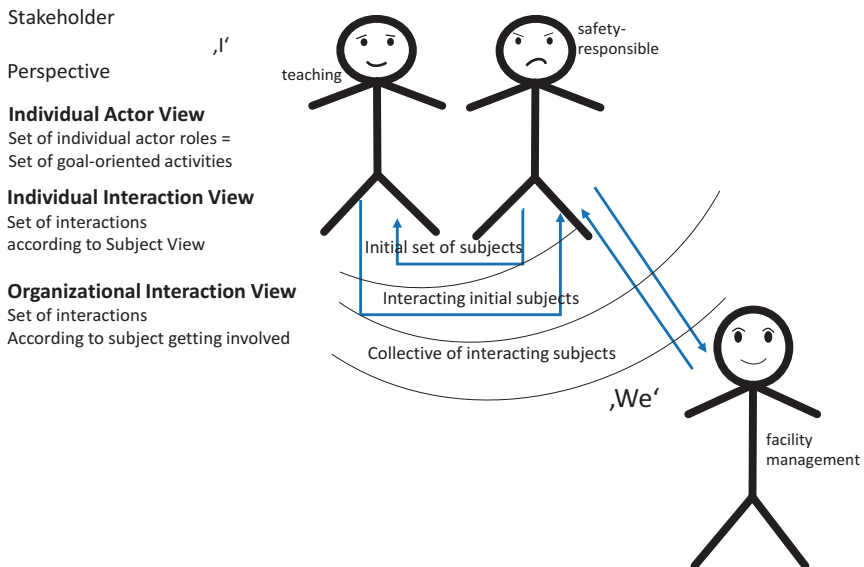 Stakeholder
‚I‘
Perspective
teaching
safety-
responsible
Individual Actor View
Set of individual actor roles =
Set of goal-oriented activities
Individual Interaction View
Set of interactions
according to Subject View
Initial set of subjects
Organizational Interaction View
Set of interactions
According to subject getting involved
Interacting initial subjects
Collective of interacting subjects
‚We‘
facility
management